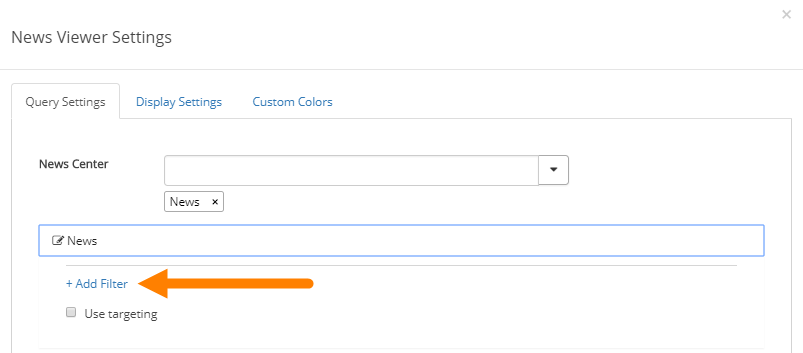 News Viewer Settings
Query Settings Display Settings Custom Colors
News Center
News ×
News
+ Add Filter
Use targeting